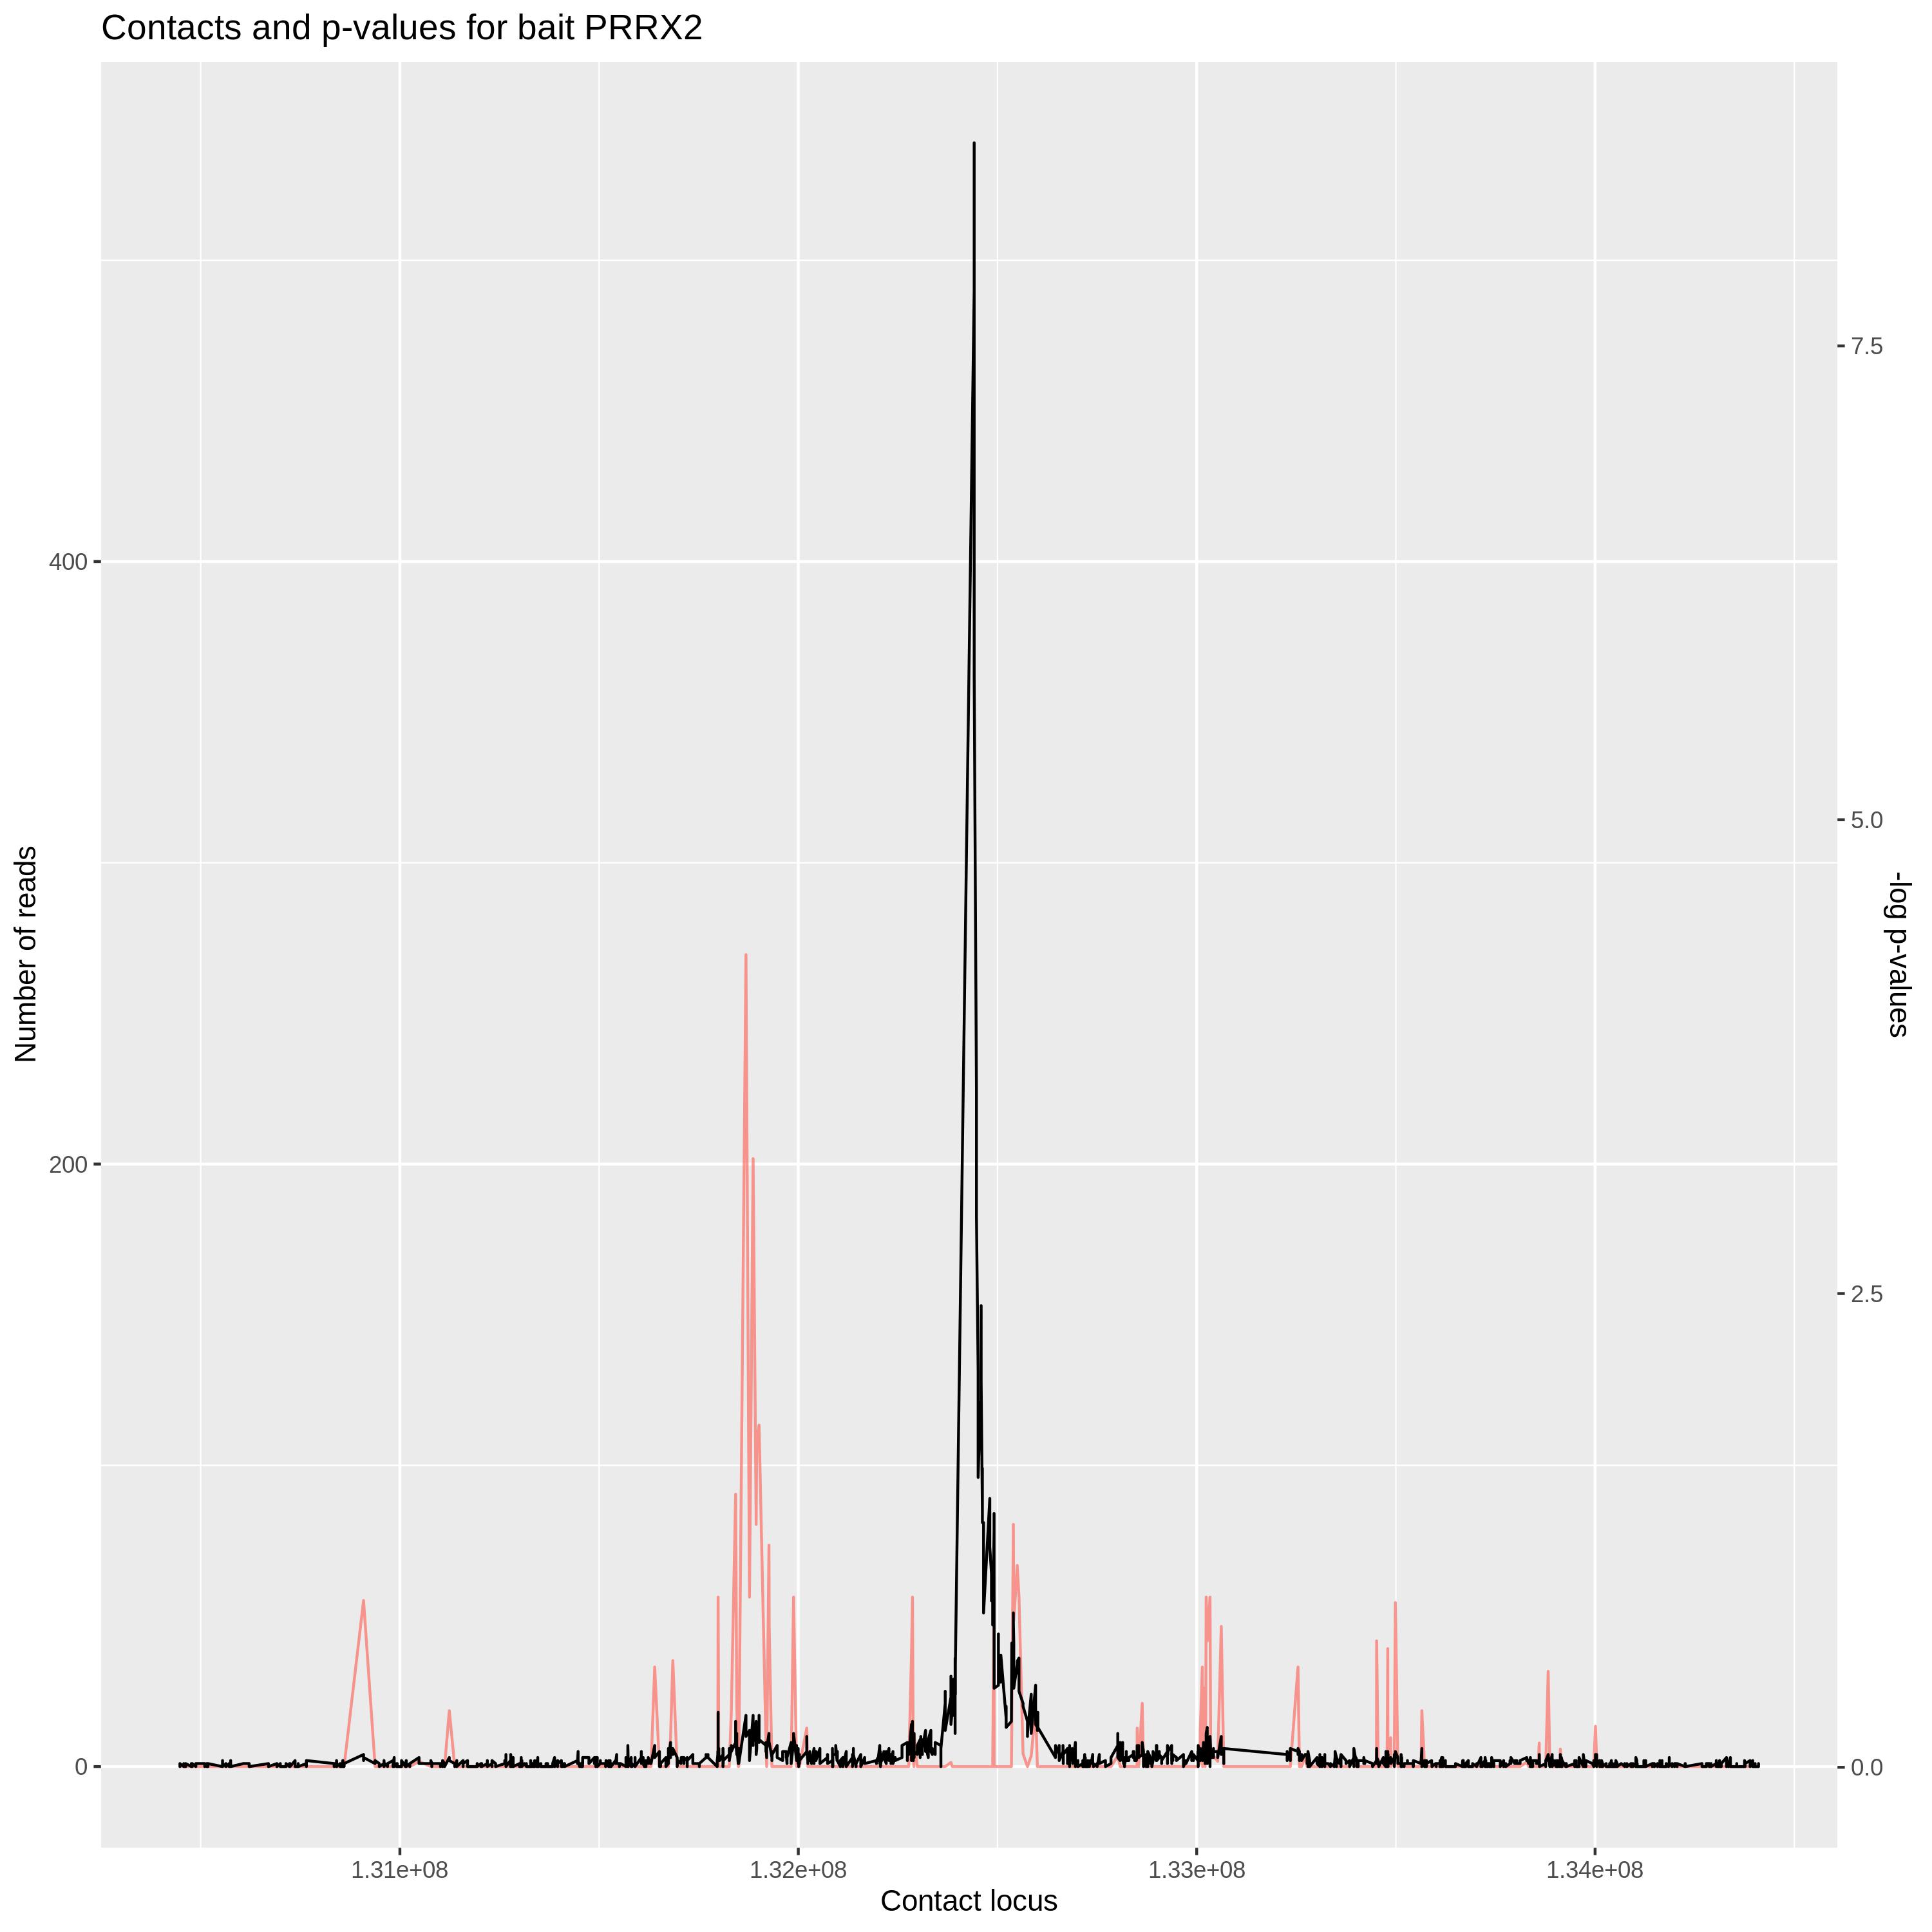 Contacts and p-values for bait PRRX2
Number of reads
400
200
0
7.5
5.0
2.5
0.0
-log p-values
1.31e+08
1.32e+08
1.33e+08
1.34e+08
Contact locus